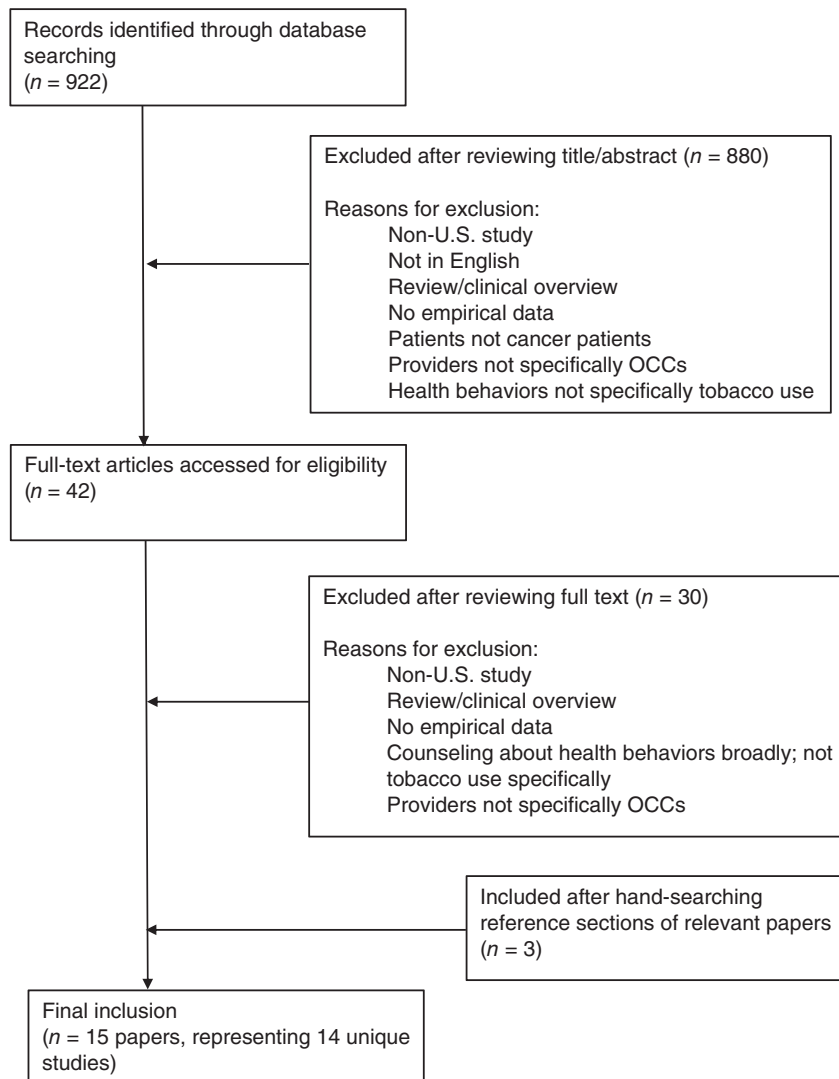 Records identified through database
searching
(n = 922)
Excluded after reviewing title/abstract (n = 880)
Reasons for exclusion:
Non-U.S. study
Not in English
Review/clinical overview
No empirical data
Patients not cancer patients
Providers not specifically OCCs
Health behaviors not specifically tobacco use
Full-text articles accessed for eligibility
(n = 42)
Excluded after reviewing full text (n = 30)
Reasons for exclusion:
Non-U.S. study
Review/clinical overview
No empirical data
Counseling about health behaviors broadly; not
tobacco use specifically
Providers not specifically OCCs
Included after hand-searching
reference sections of relevant papers
(n = 3)
Final inclusion
(n = 15 papers, representing 14 unique
studies)